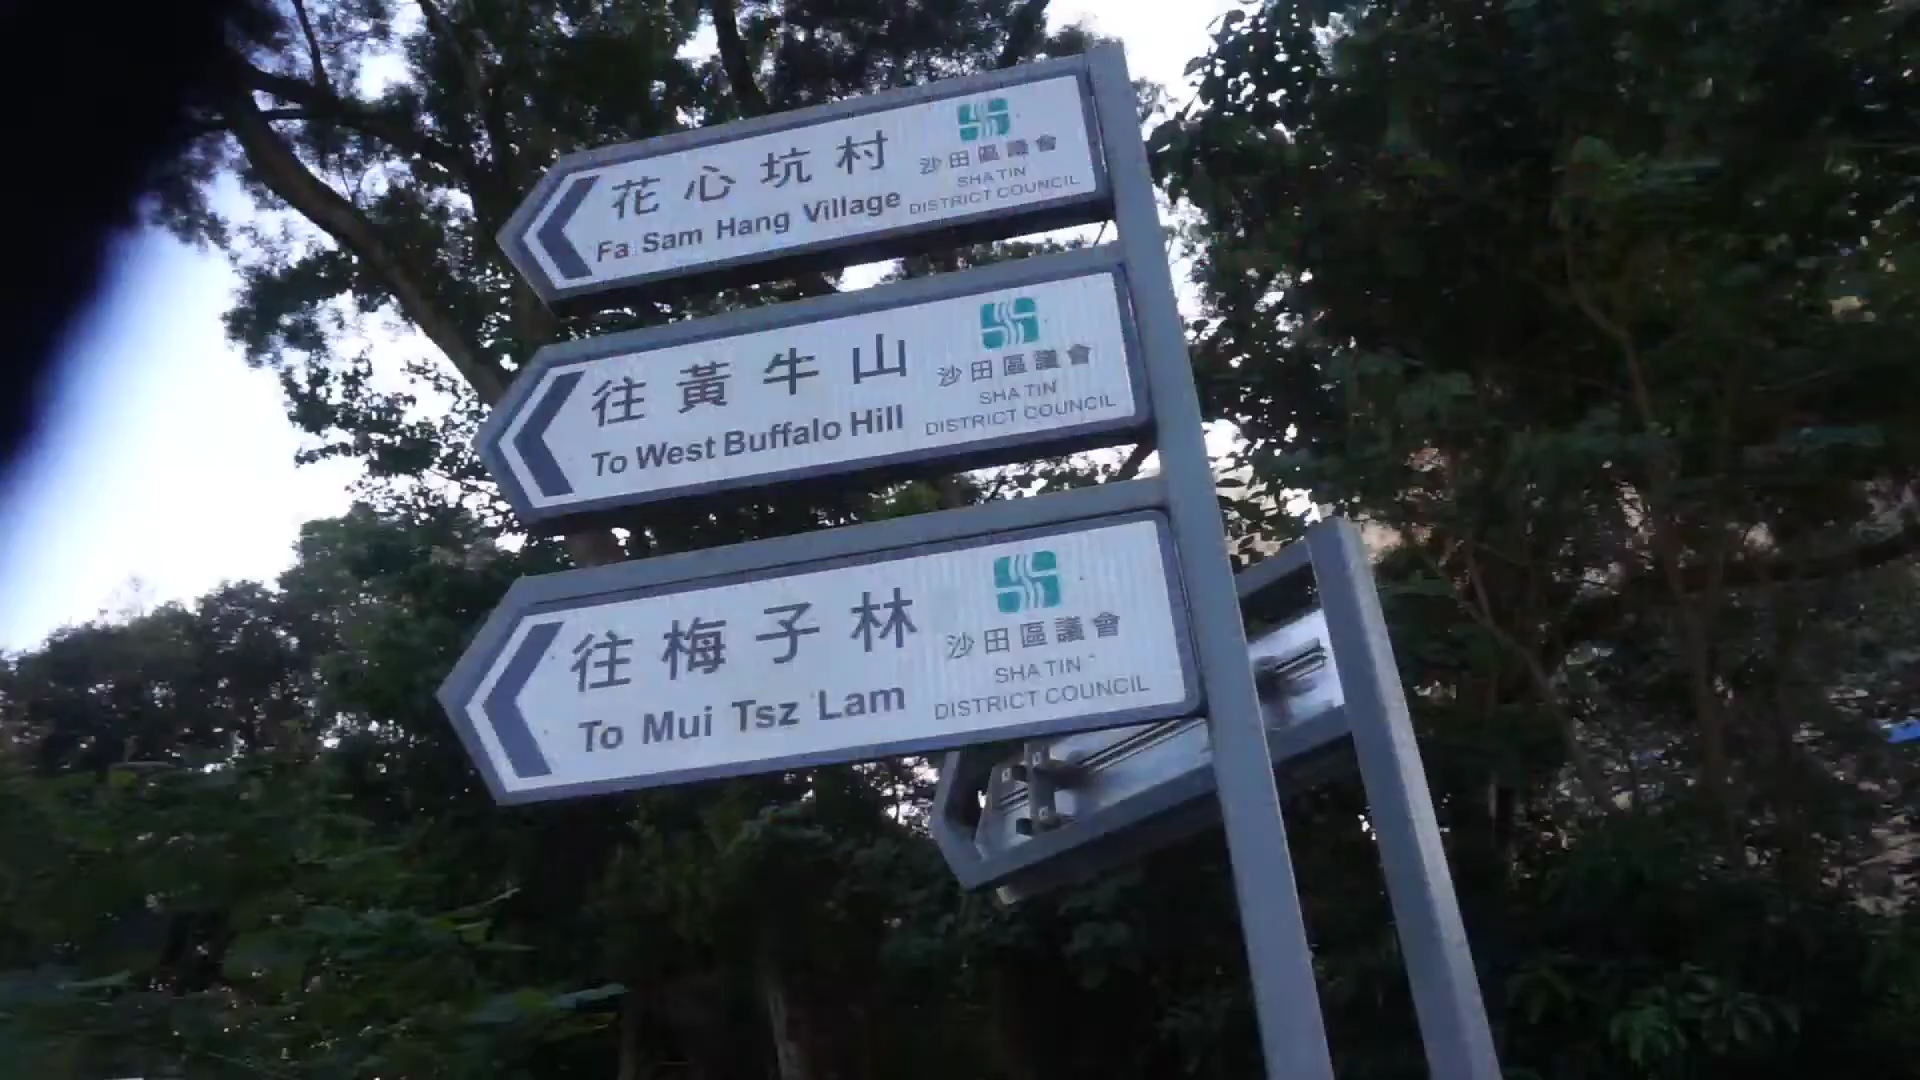 花心坑村
Fa Sam Hang Village
沙田區議會
SHA TIN
DISTRICT COUNCIL
往黃牛山
To West Buffalo Hill
沙田區議會
SHA TIN
DISTRICT COUNCIL
往梅子林
To Mui Tsz Lam
沙田區議會
SHA TIN
DISTRICT COUNCIL